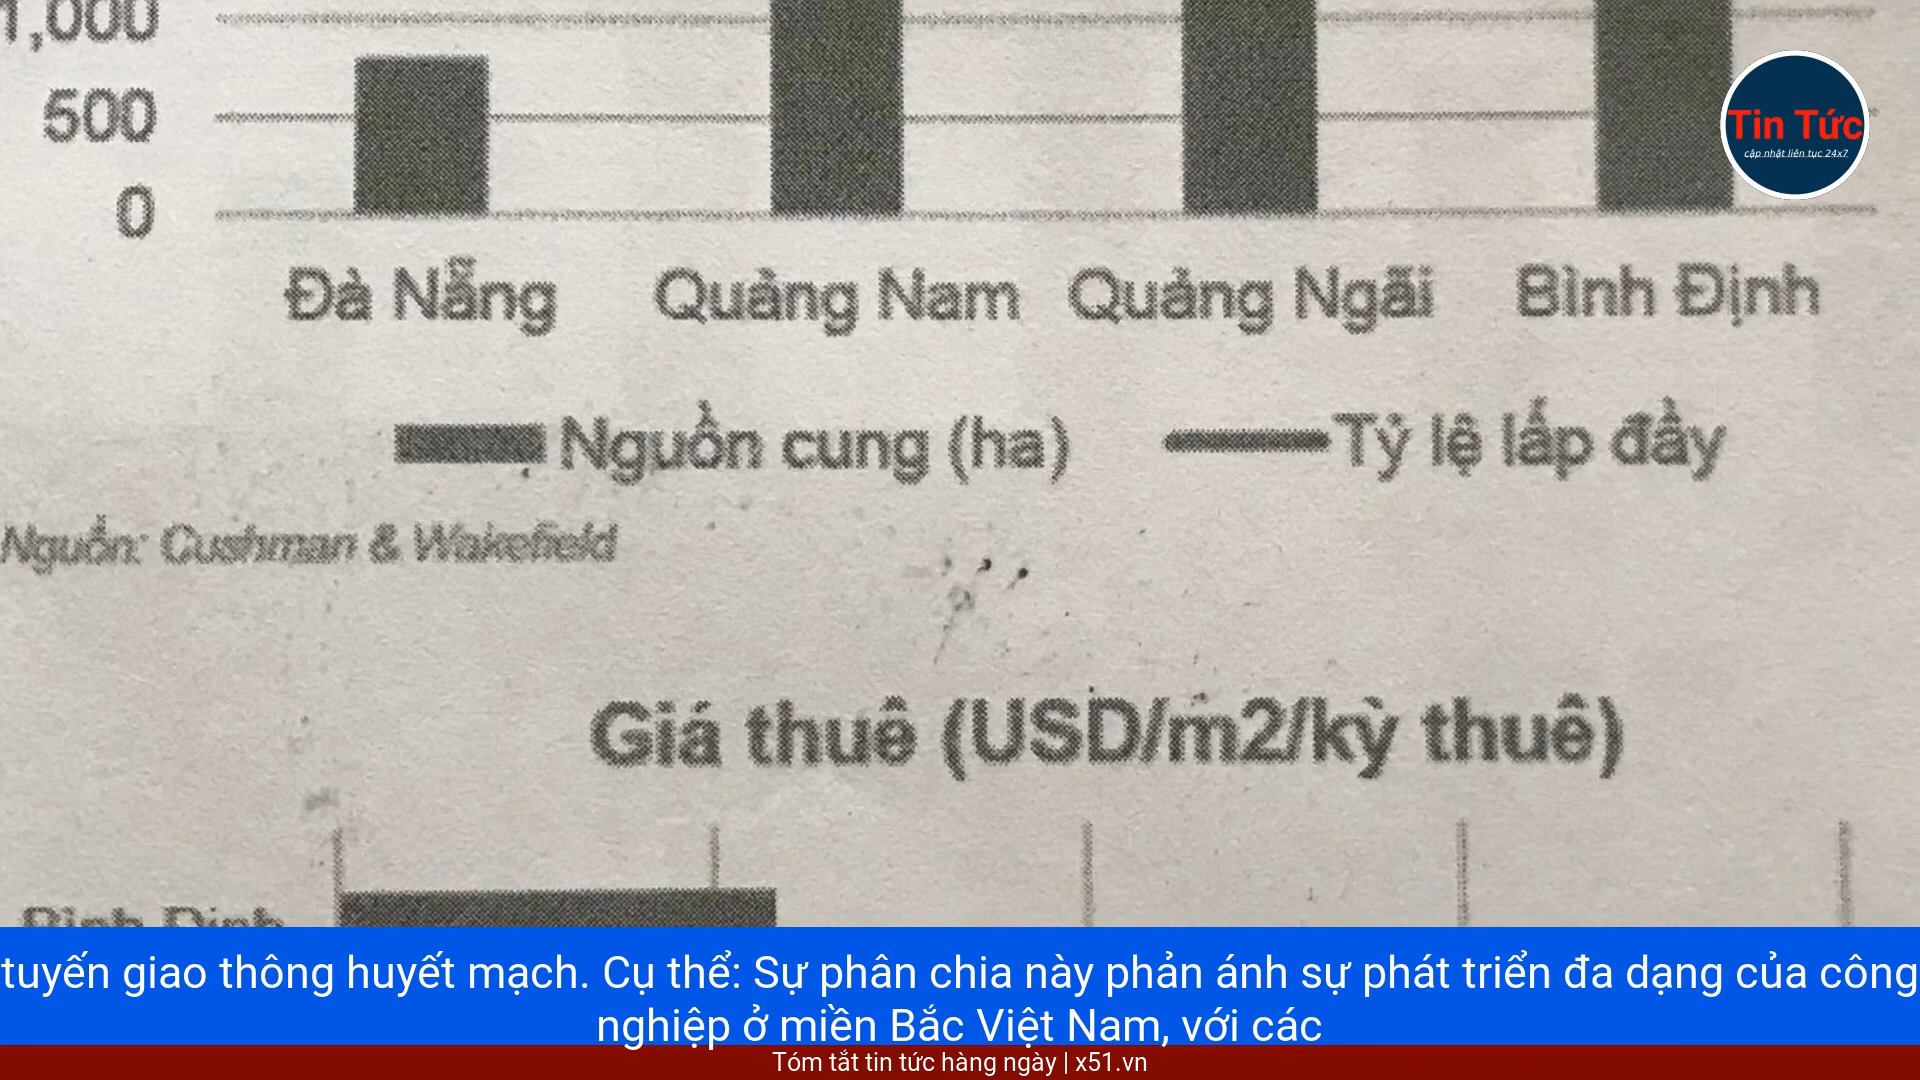 1,000
500
0
Tin Tức
cập nhật liên tục 24x7
Đà Nẵng Quảng Nam Quảng Ngãi Bình Định
Nguồn cung (ha) Tỷ lệ lấp đầy
Nguồn: Cushman & Wakefield
Giá thuê (USD/m2/kỳ thuê)
Bình Định
tuyến giao thông huyết mạch. Cụ thể: Sự phân chia này phản ánh sự phát triển đa dạng của công
nghiệp ở miền Bắc Việt Nam, với các
Tóm tắt tin tức hàng ngày | x51.vn